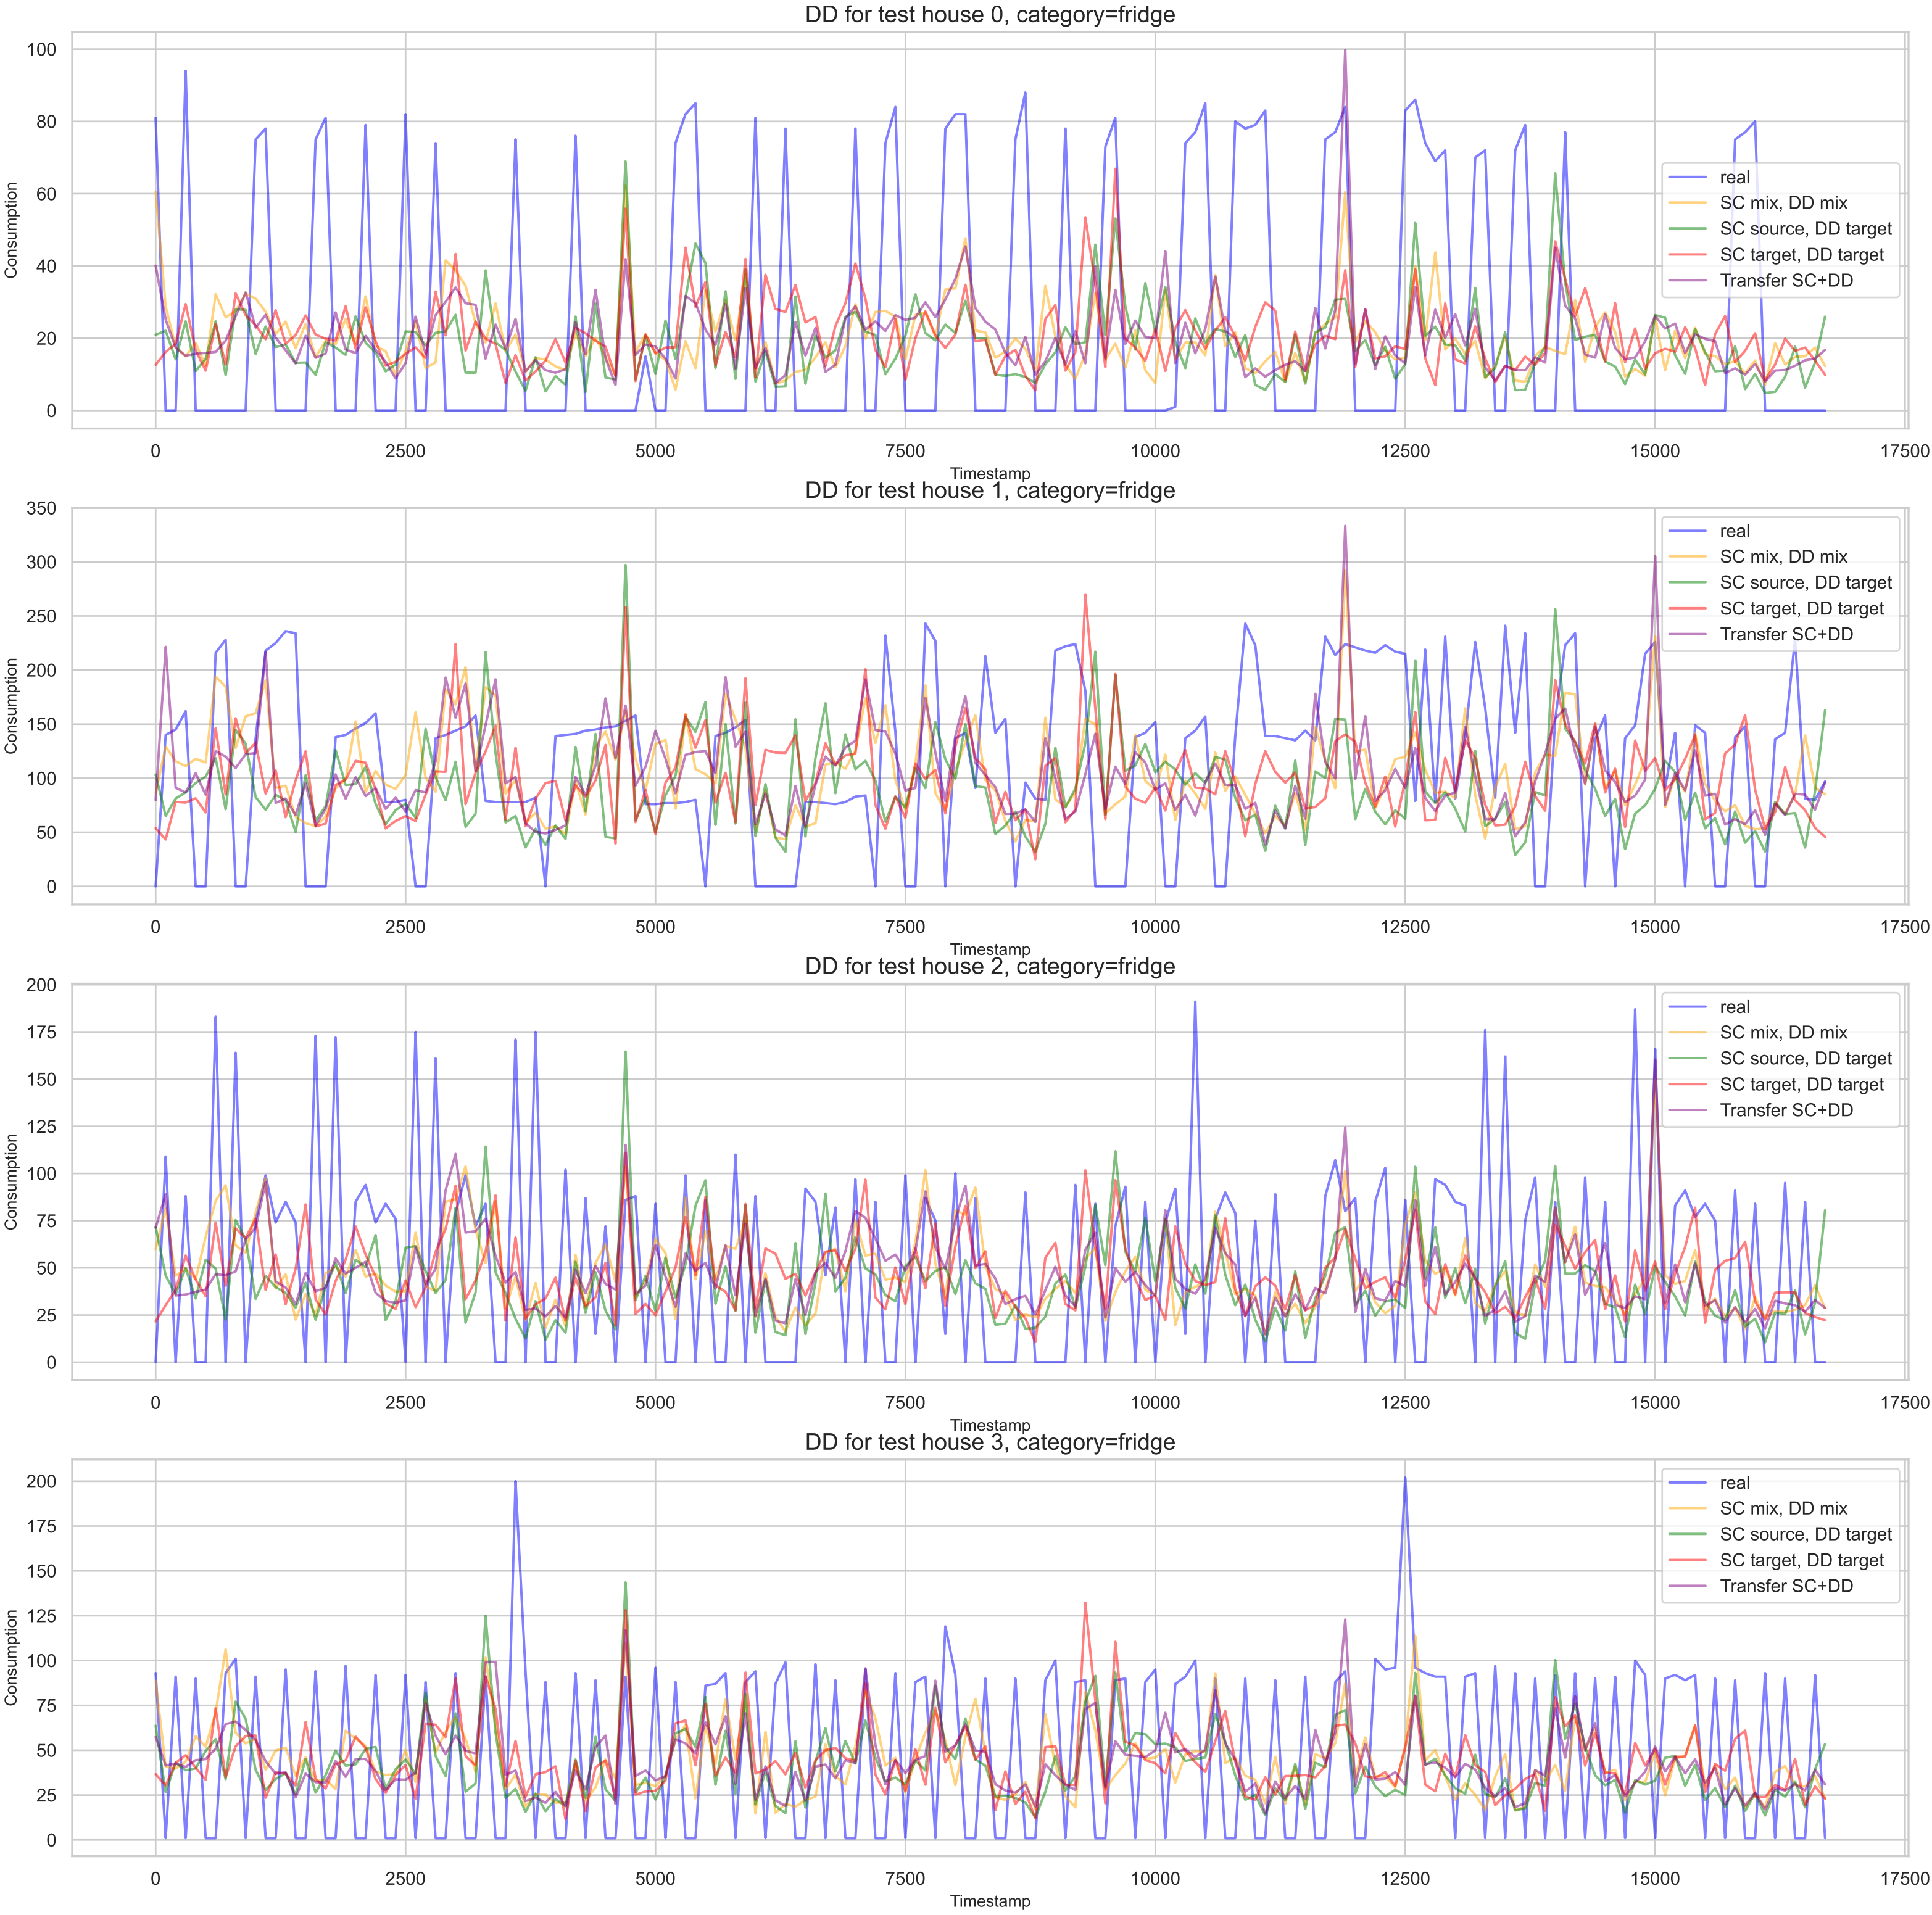 DD for test house 0, category=fridge
Consumption
100
80
60
40
20
0
real
SC mix, DD mix
SC source, DD target
SC target, DD target
Transfer SC+DD
0 2500 5000 7500 10000 12500 15000 17500
Timestamp
DD for test house 1, category=fridge
Consumption
350
300
250
200
150
100
50
0
real
SC mix, DD mix
SC source, DD target
SC target, DD target
Transfer SC+DD
0 2500 5000 7500 10000 12500 15000 17500
Timestamp
DD for test house 2, category=fridge
Consumption
200
175
150
125
100
75
50
25
0
real
SC mix, DD mix
SC source, DD target
SC target, DD target
Transfer SC+DD
0 2500 5000 7500 10000 12500 15000 17500
Timestamp
DD for test house 3, category=fridge
Consumption
200
175
150
125
100
75
50
25
0
real
SC mix, DD mix
SC source, DD target
SC target, DD target
Transfer SC+DD
0 2500 5000 7500 10000 12500 15000 17500
Timestamp